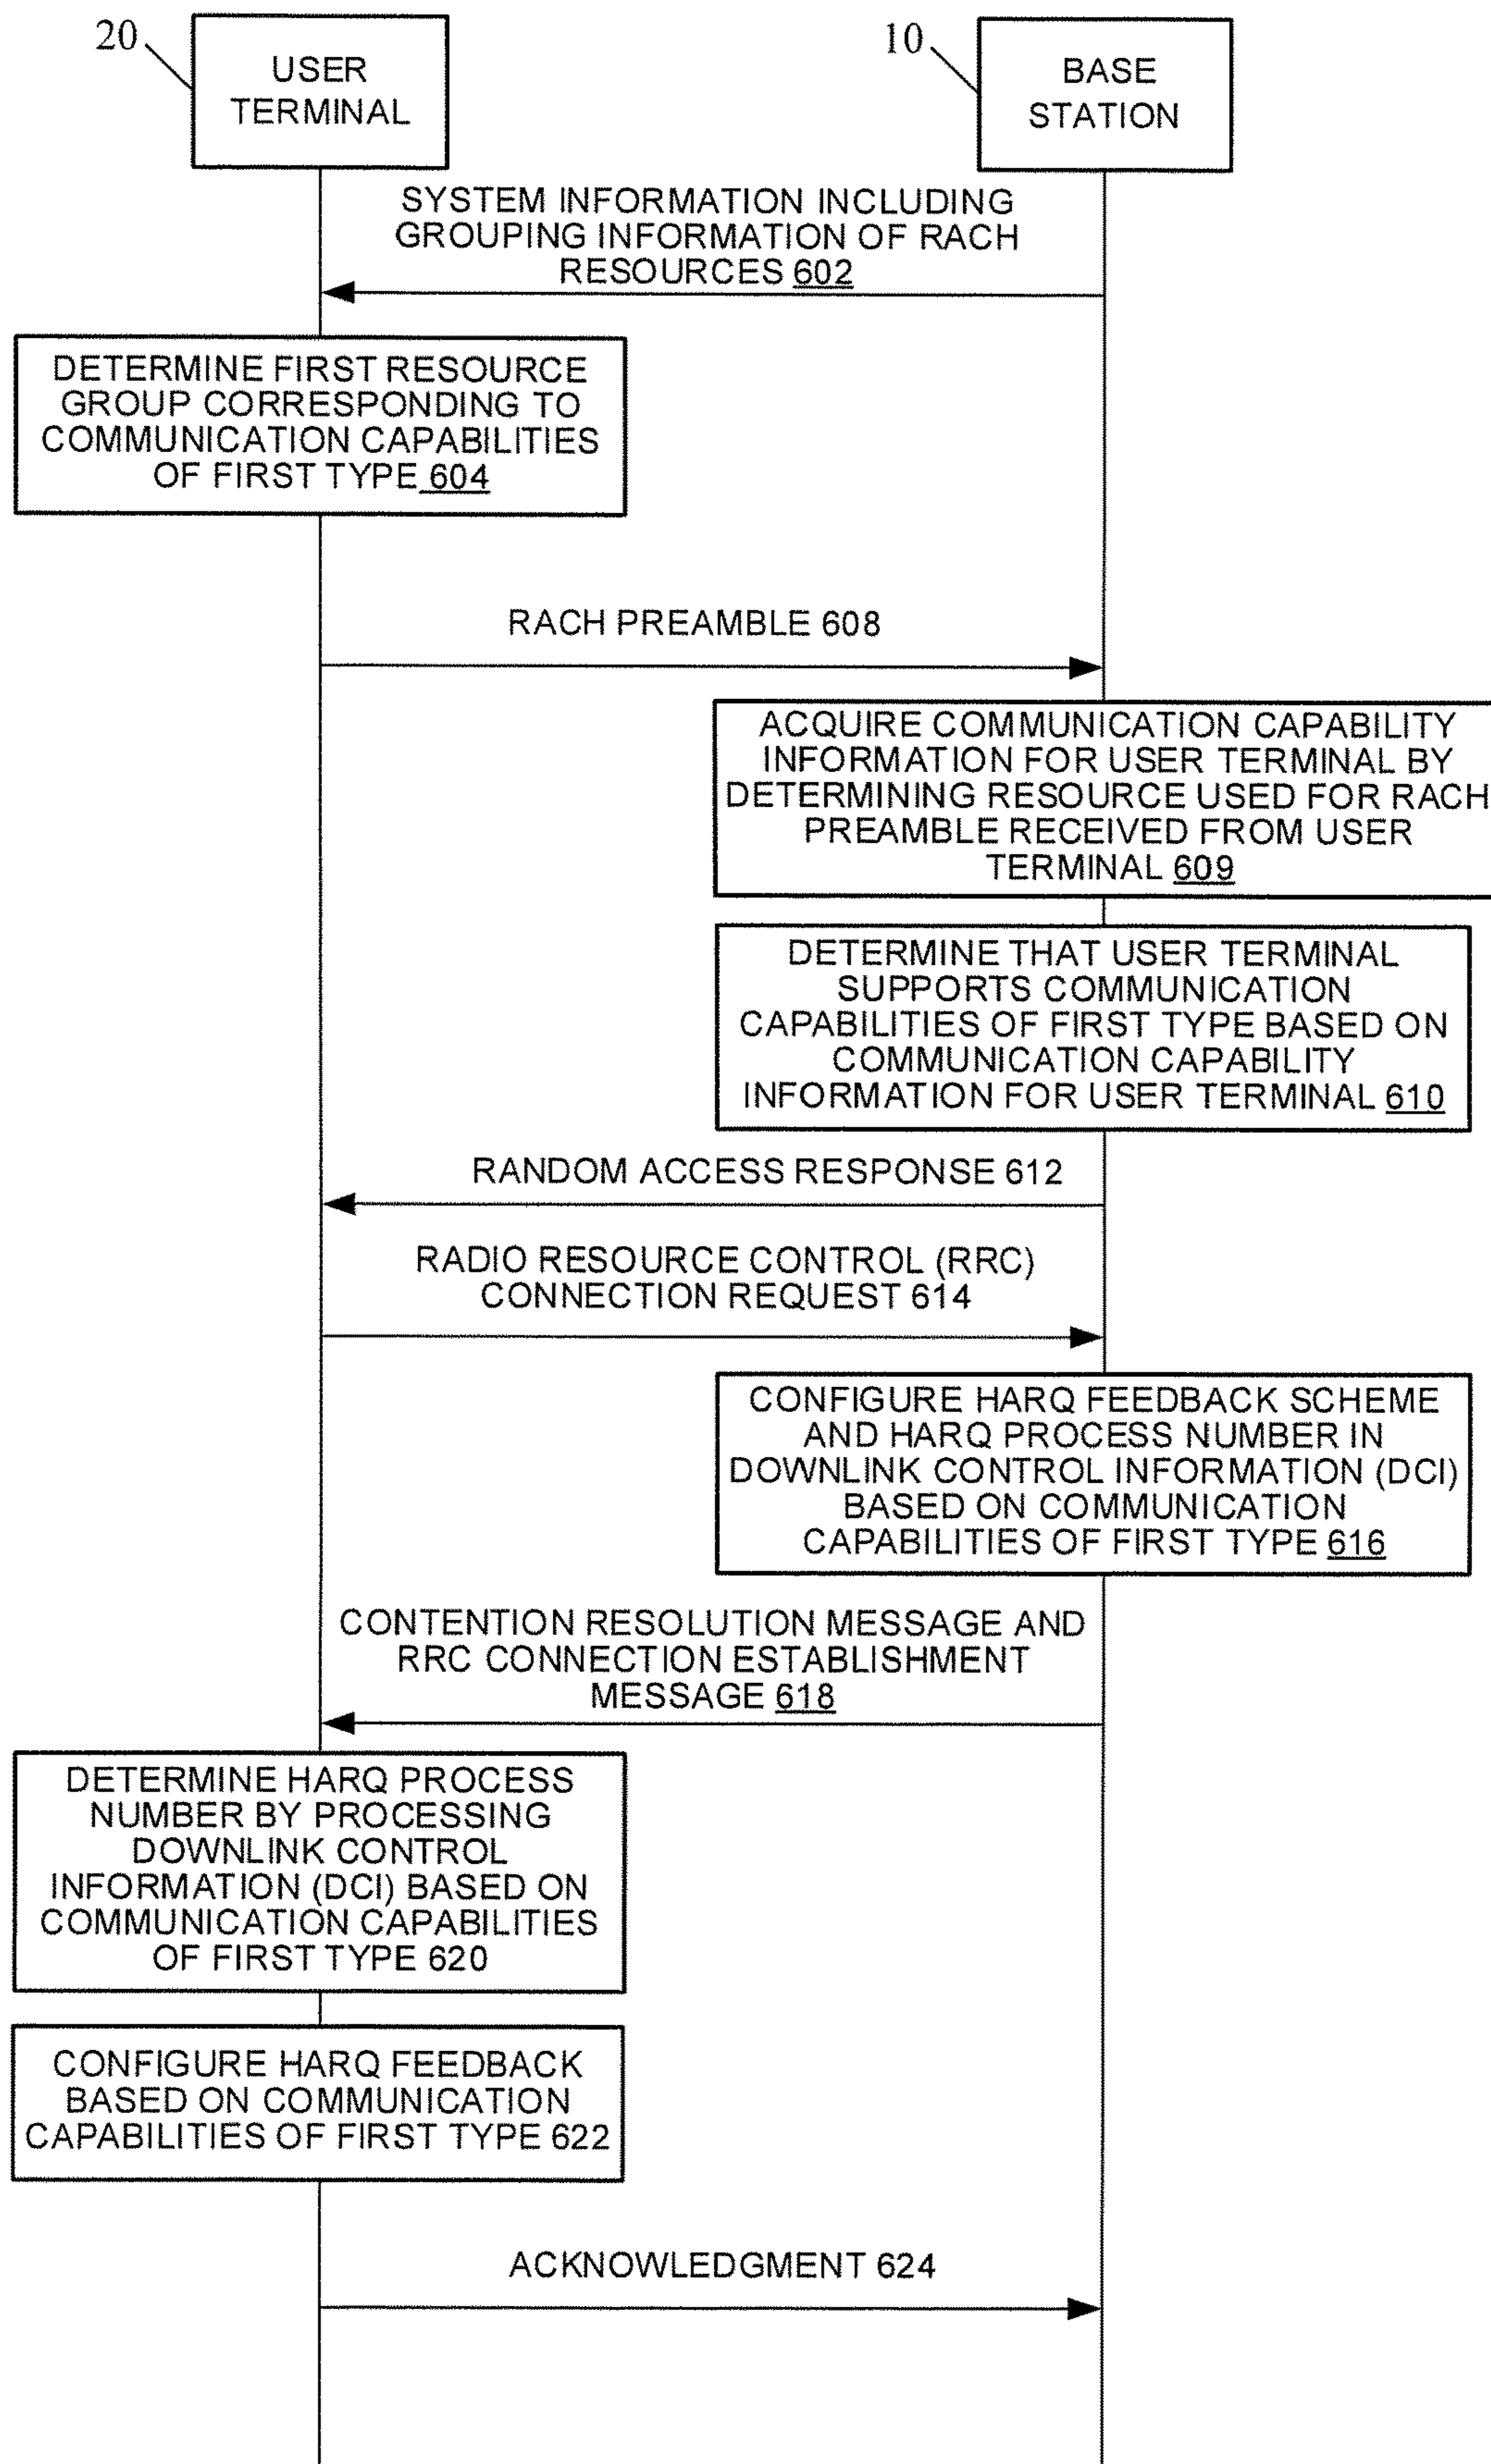 20
USER
TERMINAL
10
BASE
STATION
SYSTEM INFORMATION INCLUDING
GROUPING INFORMATION OF RACH
RESOURCES 602
DETERMINE FIRST RESOURCE
GROUP CORRESPONDING TO
COMMUNICATION CAPABILITIES
OF FIRST TYPE 604
RACH PREAMBLE 608
ACQUIRE COMMUNICATION CAPABILITY
INFORMATION FOR USER TERMINAL BY
DETERMINING RESOURCE USED FOR RACH
PREAMBLE RECEIVED FROM USER
TERMINAL 609
DETERMINE THAT USER TERMINAL
SUPPORTS COMMUNICATION
CAPABILITIES OF FIRST TYPE BASED ON
COMMUNICATION CAPABILITY
INFORMATION FOR USER TERMINAL 610
RANDOM ACCESS RESPONSE 612
RADIO RESOURCE CONTROL (RRC)
CONNECTION REQUEST 614
CONFIGURE HARQ FEEDBACK SCHEME
AND HARQ PROCESS NUMBER IN
DOWNLINK CONTROL INFORMATION (DCI)
BASED ON COMMUNICATION
CAPABILITIES OF FIRST TYPE 616
CONTENTION RESOLUTION MESSAGE AND
RRC CONNECTION ESTABLISHMENT
MESSAGE 618
DETERMINE HARQ PROCESS
NUMBER BY PROCESSING
DOWNLINK CONTROL
INFORMATION (DCI) BASED ON
COMMUNICATION CAPABILITIES
OF FIRST TYPE 620
CONFIGURE HARQ FEEDBACK
BASED ON COMMUNICATION
CAPABILITIES OF FIRST TYPE 622
ACKNOWLEDGMENT 624